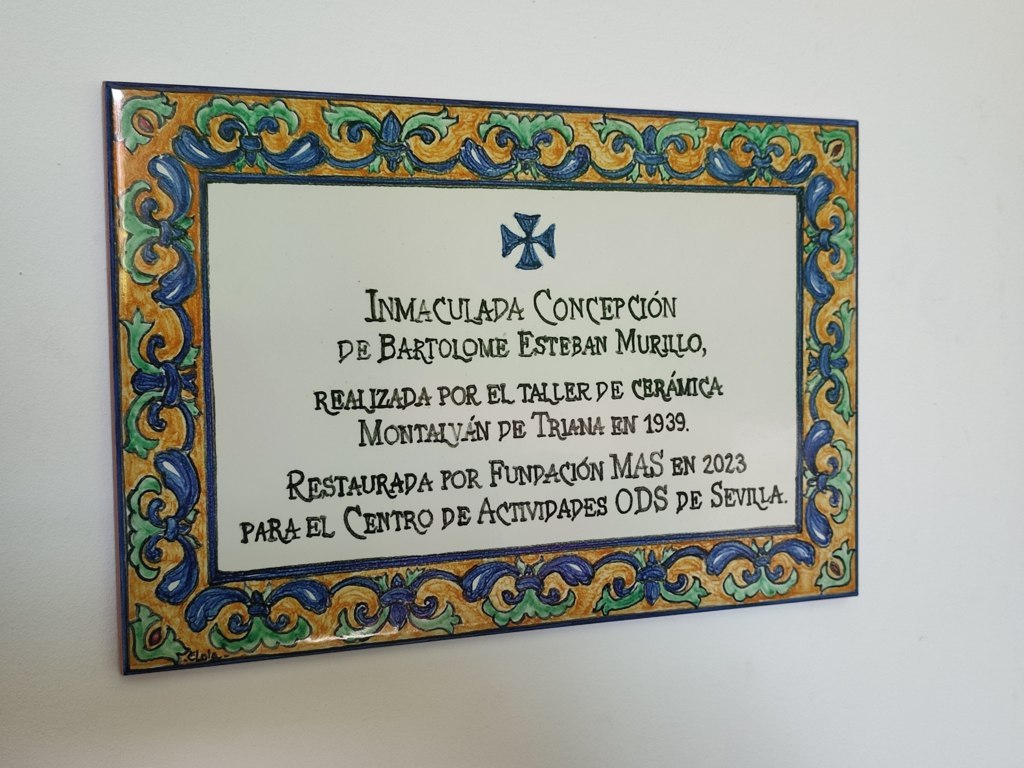 INMACULADA CONCEPCIÓN
DE BARTOLOME ESTEBAN MURILLO,
REALIZADA POR EL TALLER DE CERÁMICA
MONTALVÁN DE TRIANA EN 1939.
RESTAURADA POR FUNDACIÓN MAS EN 2023
PARA EL CENTRO DE ACTIVIDADES ODS DE SEVILLA.